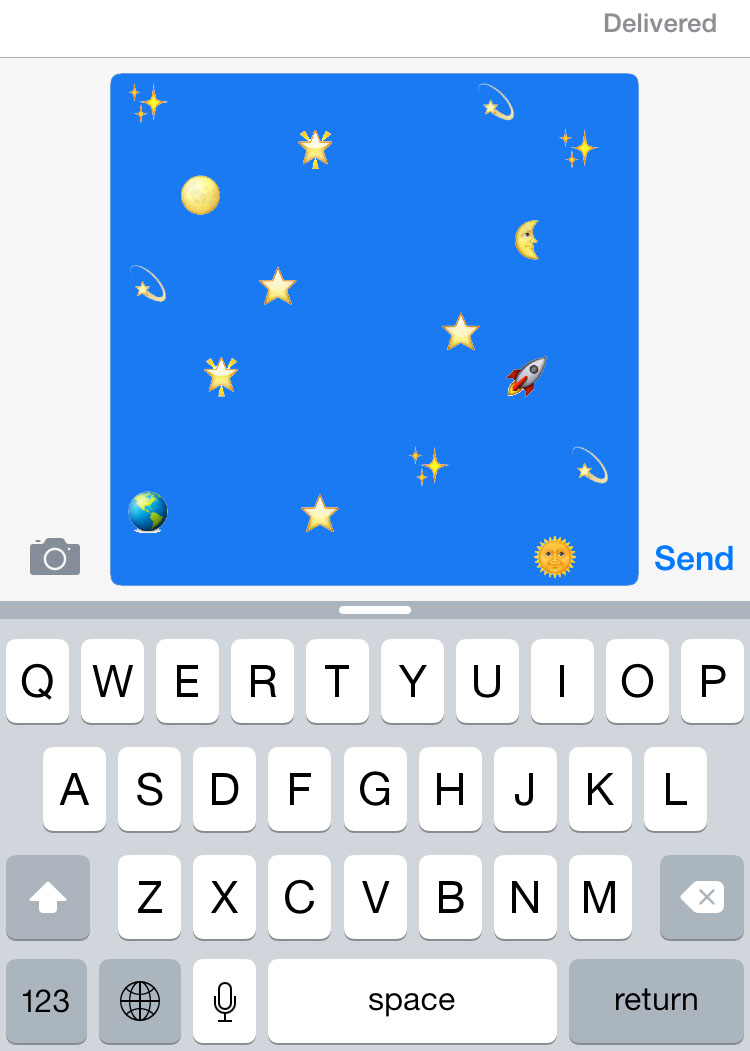 Delivered
Send
Q W E R T Y U I O P
A S D F G H J K L
Z X C V B N M
123 space return